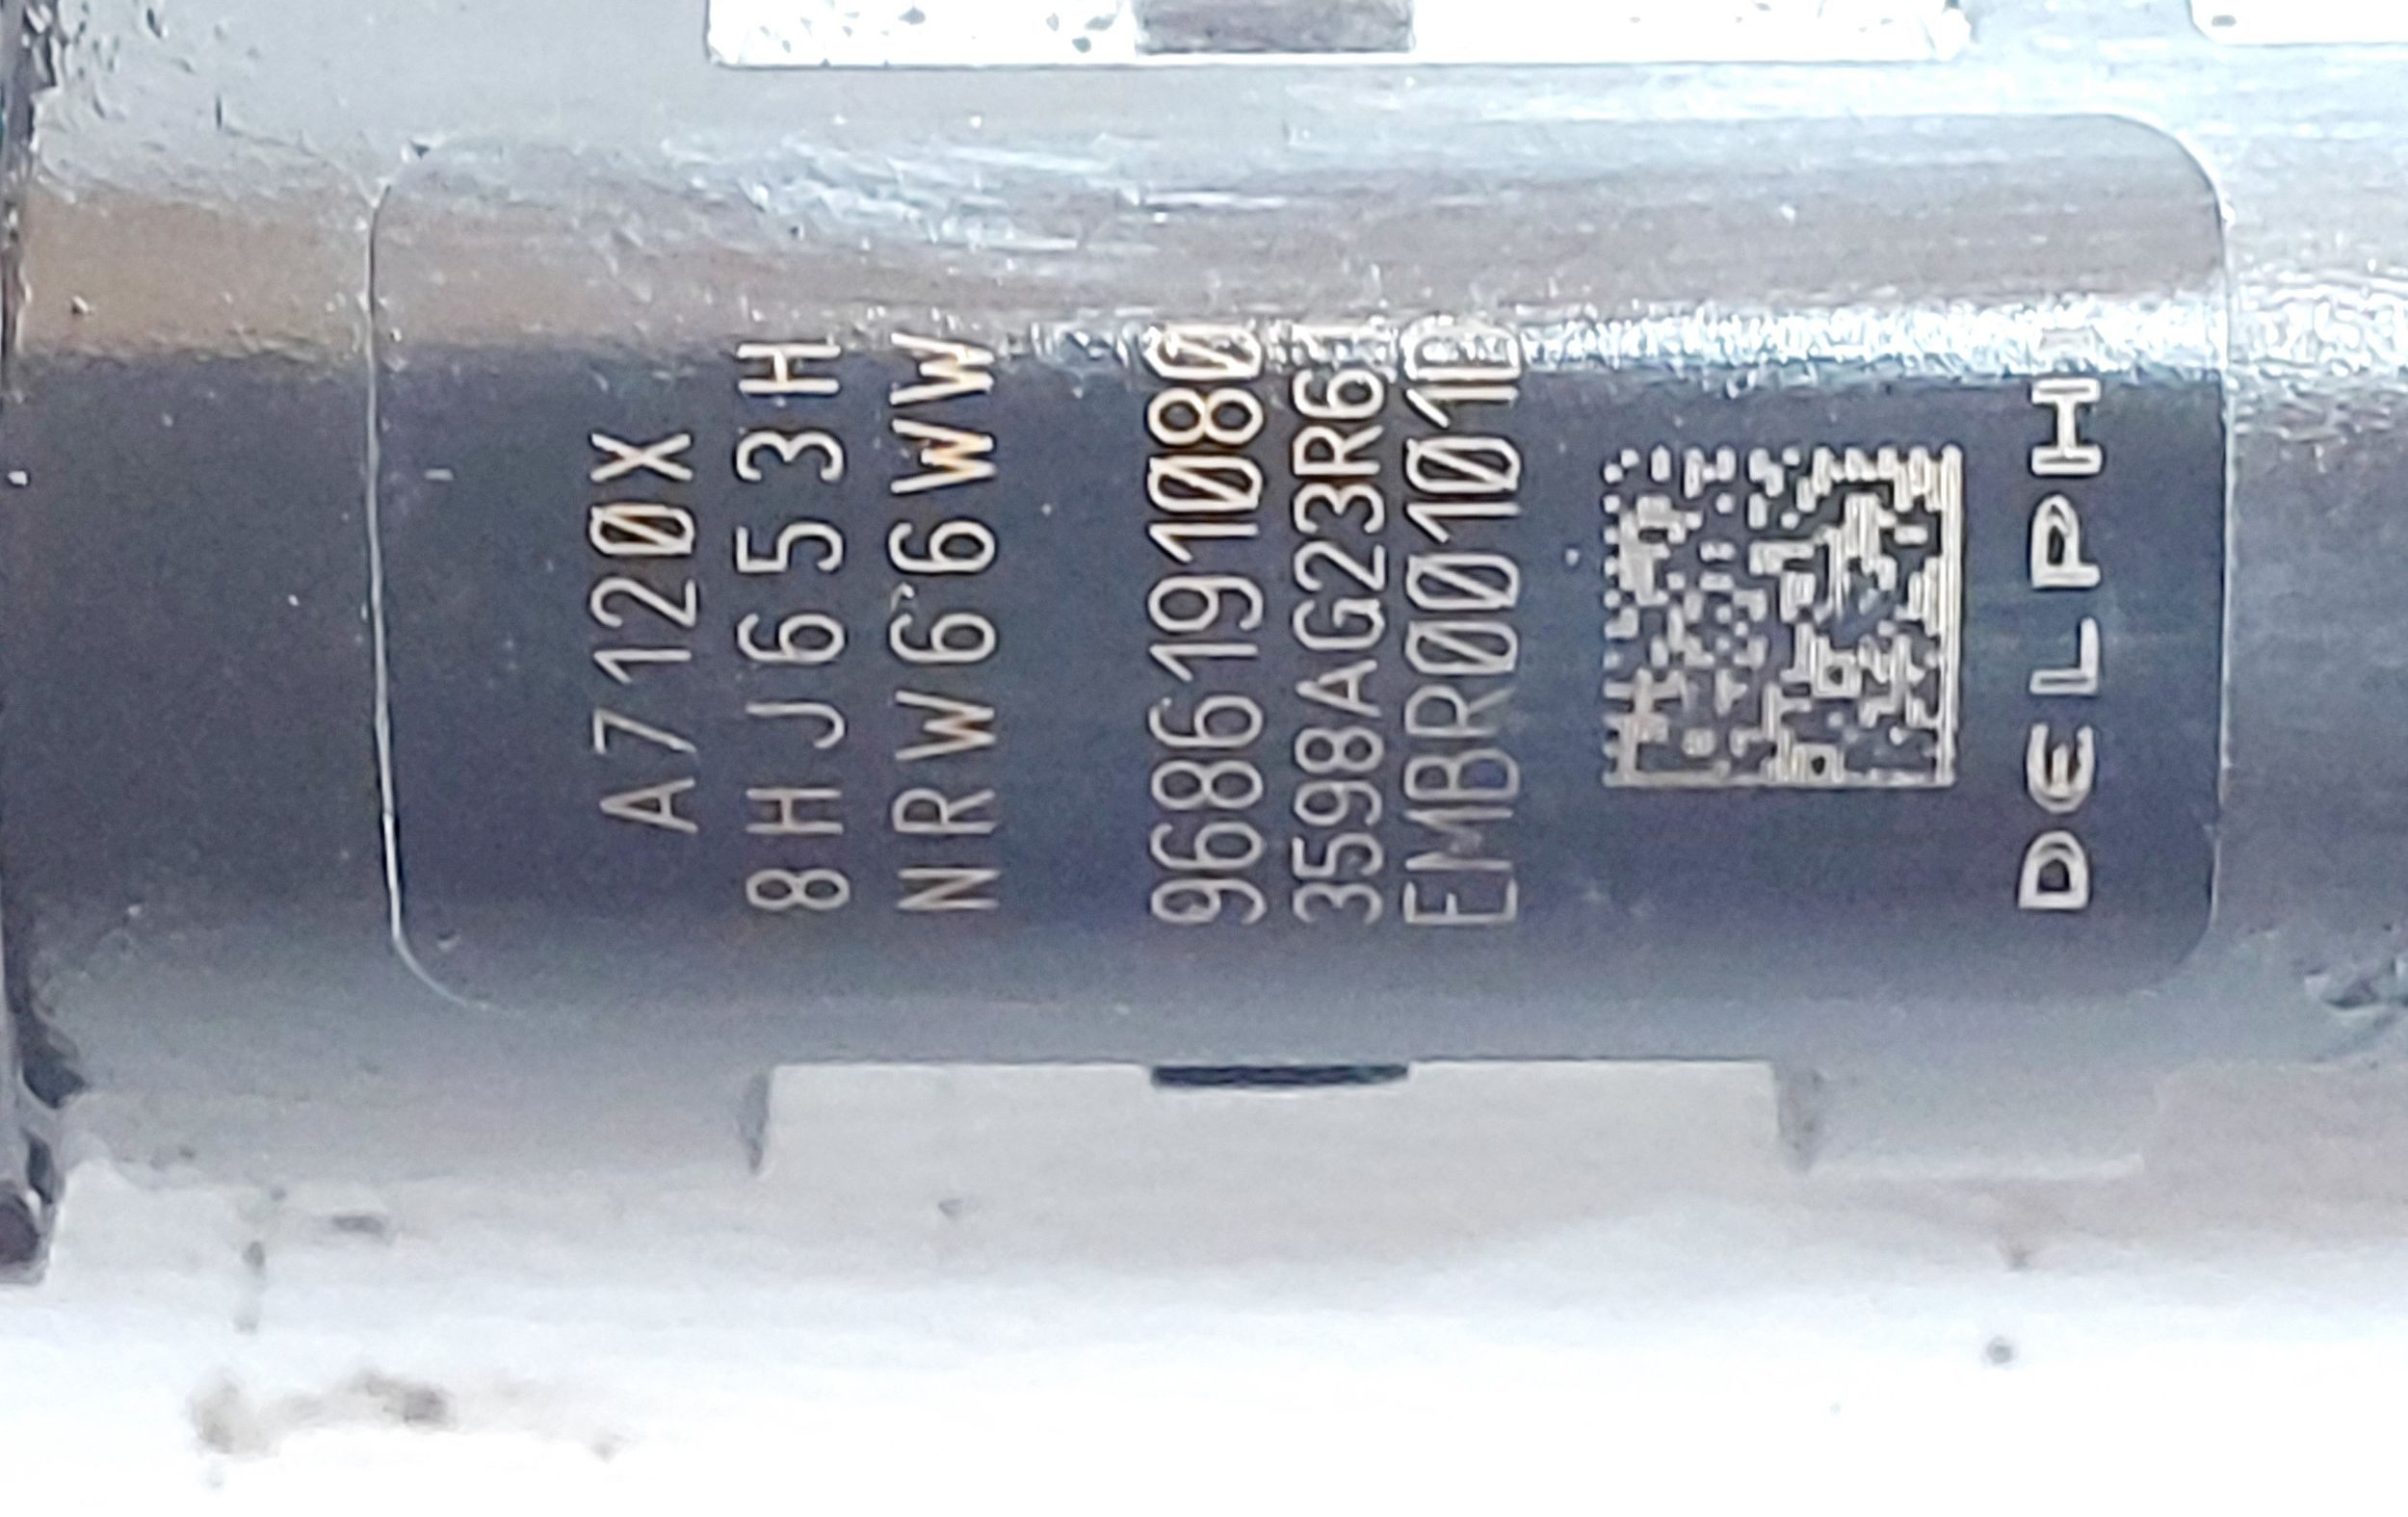 A7120X
8HJ653H
NRW66WW
9686191080
3598AG23R61
EMBR00101D
DELPHI